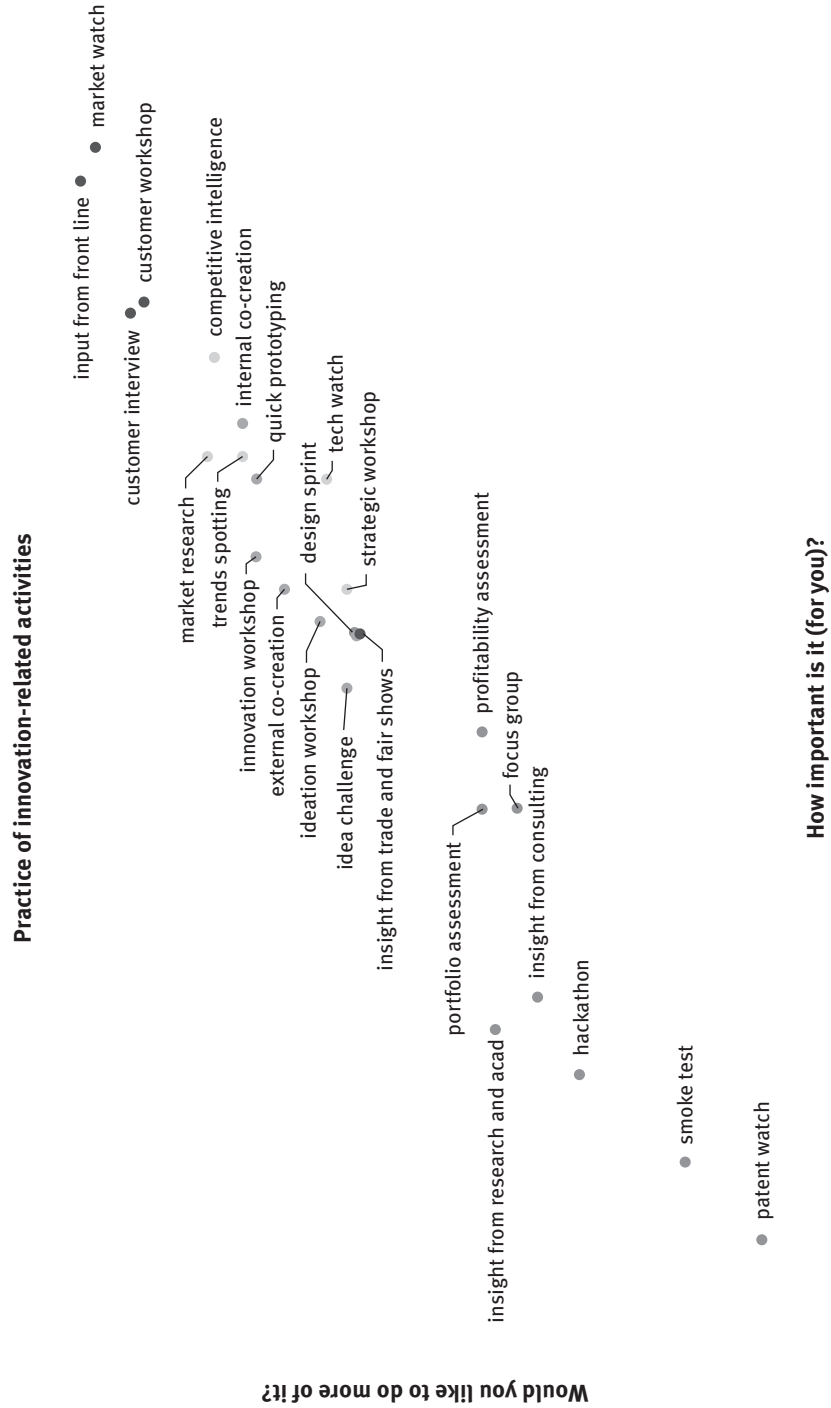 Practice of innovation-related activities
Would you like to do more of it?
input from front line
market watch
customer interview
customer workshop
market research
competitive intelligence
trends spotting
internal co-creation
innovation workshop
quick prototyping
external co-creation
design sprint
tech watch
ideation workshop
strategic workshop
idea challenge
insight from trade and fair shows
portfolio assessment
profitability assessment
insight from research and acad
focus group
insight from consulting
hackathon
smoke test
patent watch
How important is it (for you)?